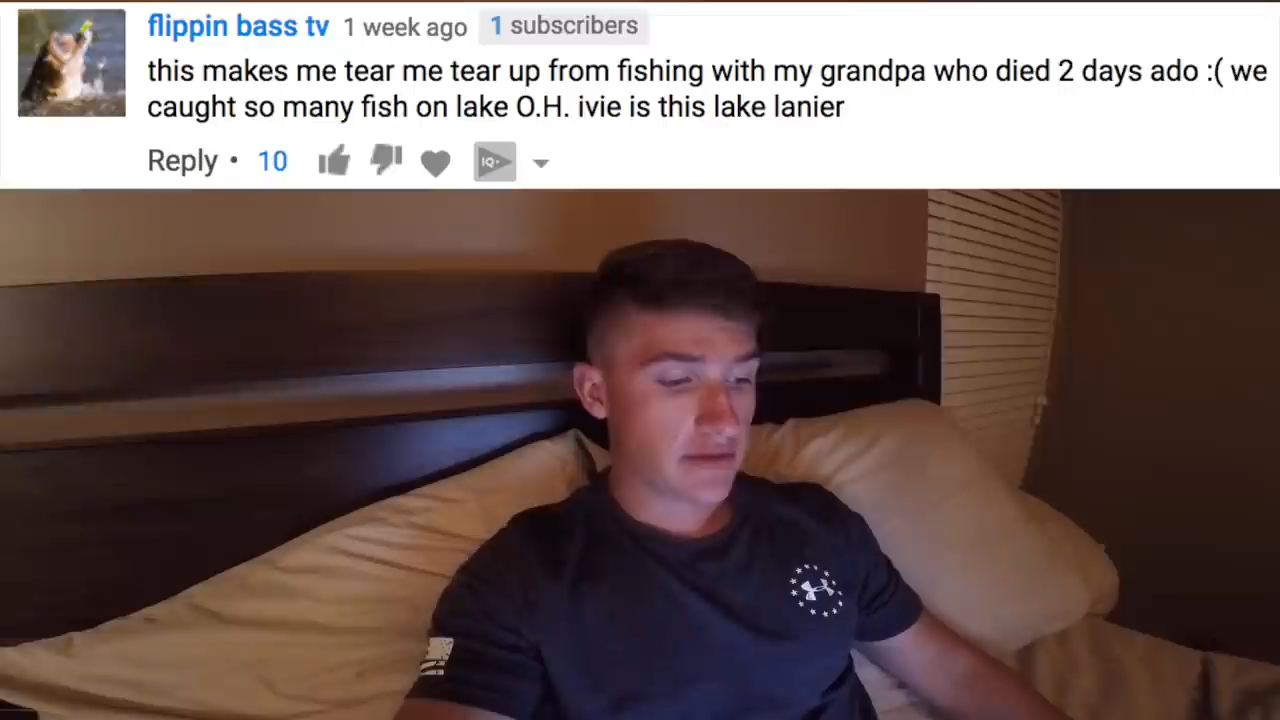 flippin bass tv 1 week ago 1 subscribers
this makes me tear me tear up from fishing with my grandpa who died 2 days ado :( we
caught so many fish on lake O.H. ivie is this lake lanier
Reply • 10 IQ+